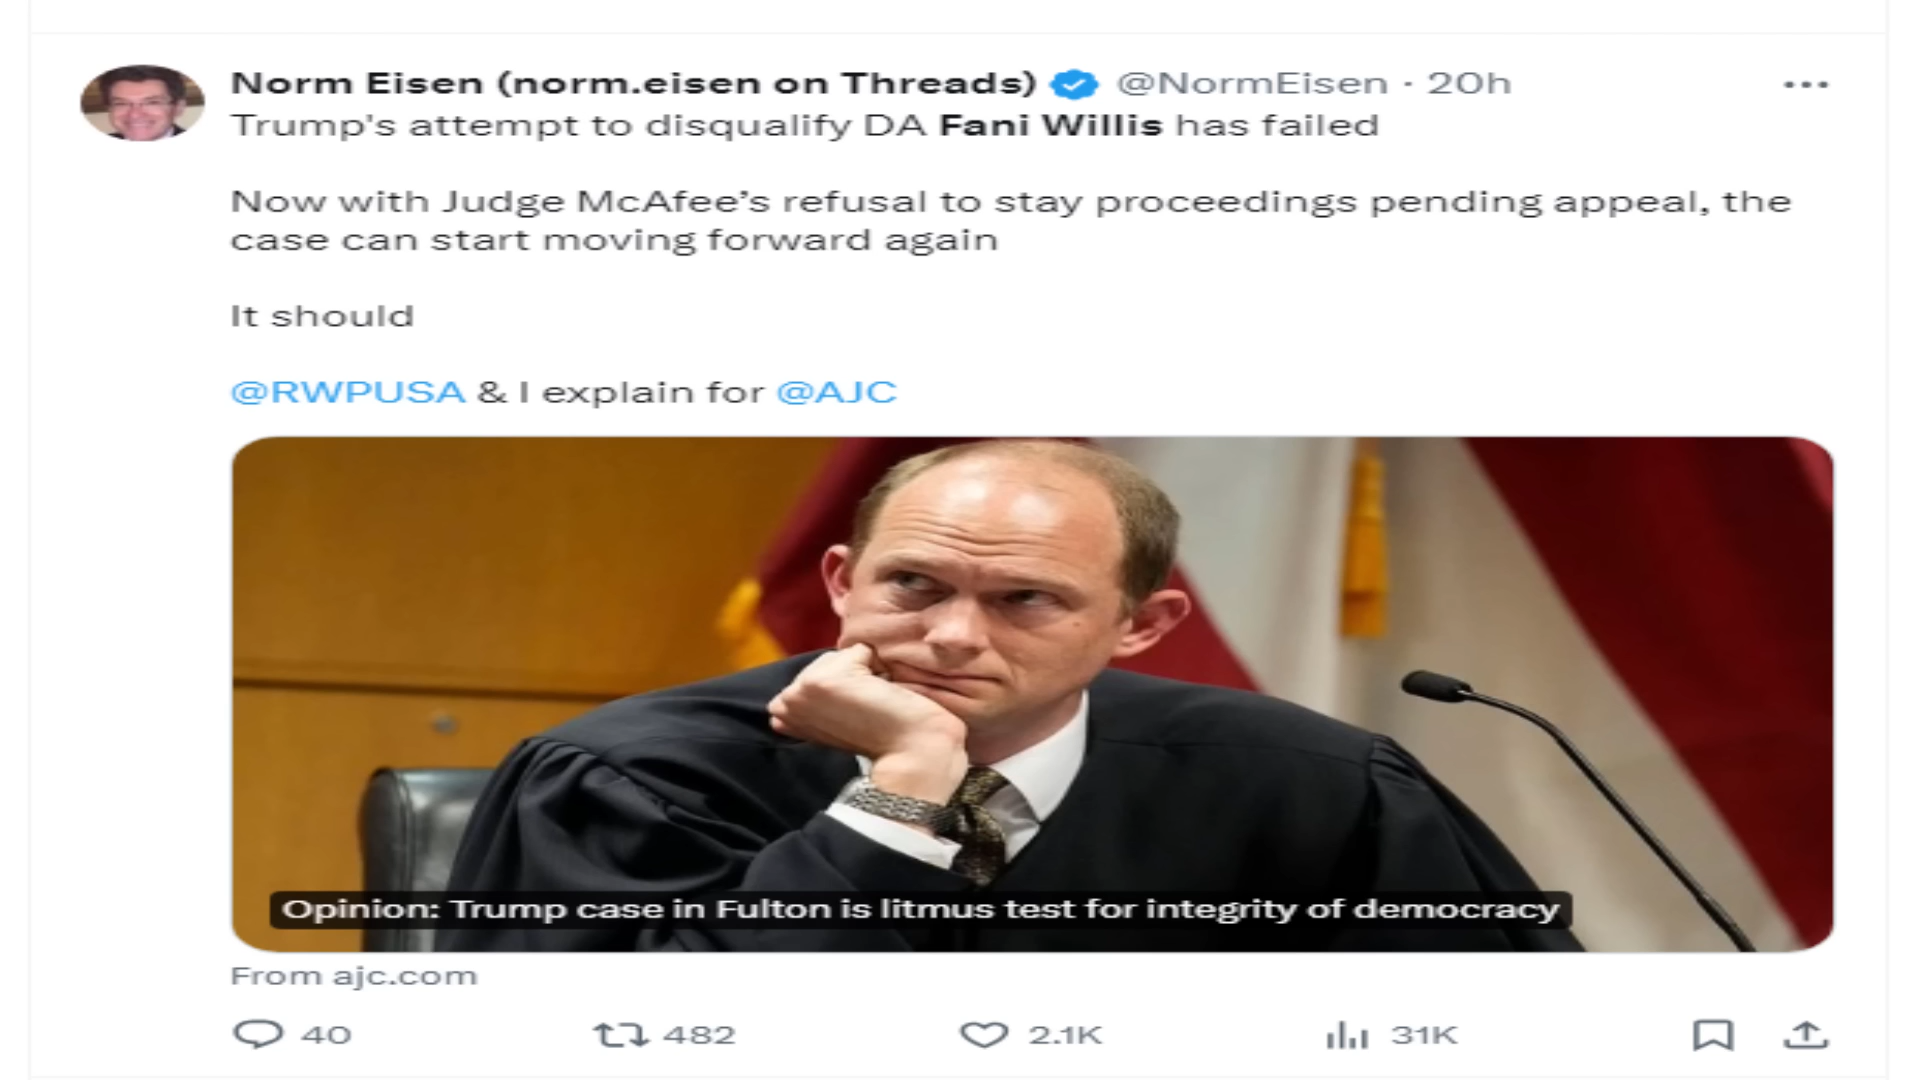 Norm Eisen (norm.eisen on Threads) @NormEisen · 20h
Trump's attempt to disqualify DA Fani Willis has failed
Now with Judge McAfee’s refusal to stay proceedings pending appeal, the
case can start moving forward again
It should
@RWPUSA & I explain for @AJC
Opinion: Trump case in Fulton is litmus test for integrity of democracy
From ajc.com
40 482 2.1K 31K